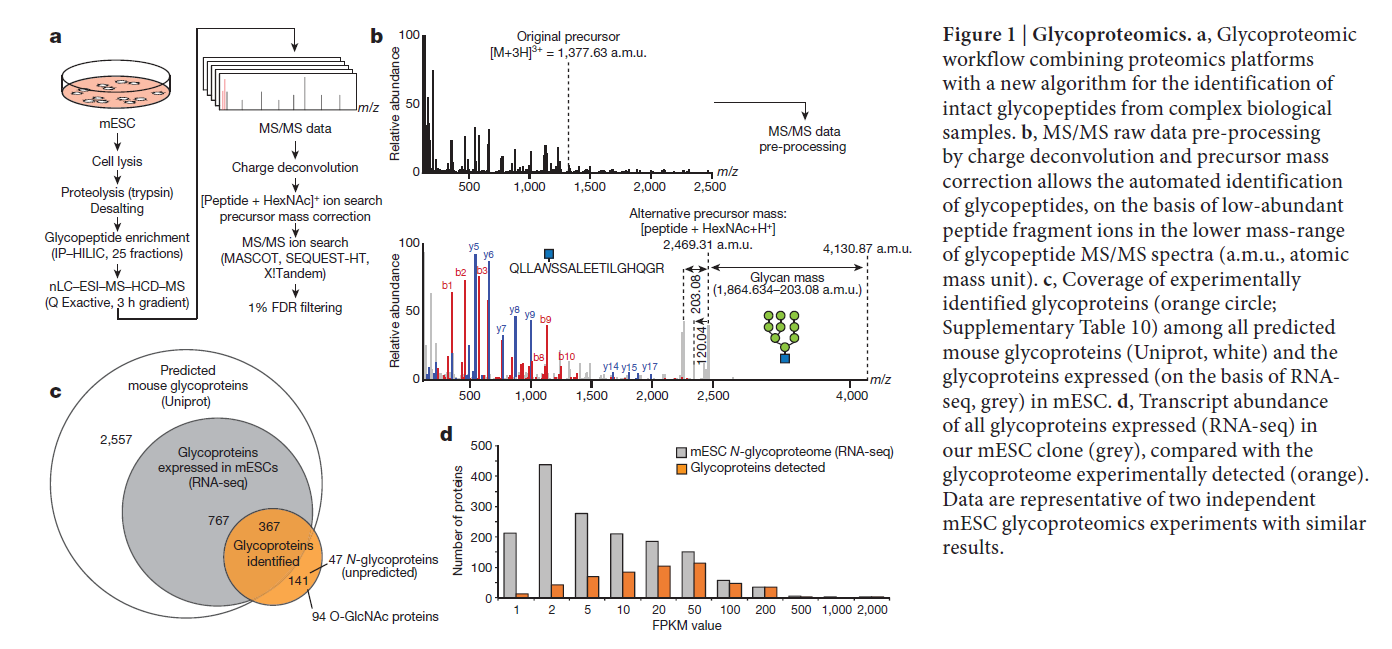 a
mESC
Cell lysis
Proteolysis (trypsin)
Desalting
Glycopeptide enrichment
(IP–HILIC, 25 fractions)
nLC–ESI–MS–HCD–MS
(Q Exactive, 3 h gradient)
m/z
MS/MS data
Charge deconvolution
[Peptide + HexNAc]+ ion search
precursor mass correction
MS/MS ion search
(MASCOT, SEQUEST-HT,
X!Tandem)
1% FDR filtering
b
Original precursor
[M+3H]3+ = 1,377.63 a.m.u.
Relative abundance
100
50
0
500 1,000 1,500 2,000 2,500
m/z
MS/MS data
pre-processing
Alternative precursor mass:
[peptide + HexNAc+H+]
2,469.31 a.m.u.
4,130.87 a.m.u.
Glycan mass
(1,864.634–203.08 a.m.u.)
203.08
120.04
QLLANSSALEETILGHQGR
Relative abundance
100
50
0
b1 b2 y5 b3 y6 y7 y8 y9 b8 b9 b10 y14 y15 y17
500 1,000 1,500 2,000 2,500 4,000
m/z
c
Predicted
mouse glycoproteins
(Uniprot)
2,557
Glycoproteins
expressed in mESCs
(RNA-seq)
767
367
Glycoproteins
identified
141
47 N-glycoproteins
(unpredicted)
94 O-GlcNAc proteins
d
mESC N-glycoproteome (RNA-seq)
Glycoproteins detected
Number of proteins
500
400
300
200
100
0
1 2 5 10 20 50 100 200 500 1,000 2,000
FPKM value
Figure 1 | Glycoproteomics. a, Glycoproteomic
workflow combining proteomics platforms
with a new algorithm for the identification of
intact glycopeptides from complex biological
samples. b, MS/MS raw data pre-processing
by charge deconvolution and precursor mass
correction allows the automated identification
of glycopeptides, on the basis of low-abundant
peptide fragment ions in the lower mass-range
of glycopeptide MS/MS spectra (a.m.u., atomic
mass unit). c, Coverage of experimentally
identified glycoproteins (orange circle;
Supplementary Table 10) among all predicted
mouse glycoproteins (Uniprot, white) and the
glycoproteins expressed (on the basis of RNA-
seq, grey) in mESC. d, Transcript abundance
of all glycoproteins expressed (RNA-seq) in
our mESC clone (grey), compared with the
glycoproteome experimentally detected (orange).
Data are representative of two independent
mESC glycoproteomics experiments with similar
results.